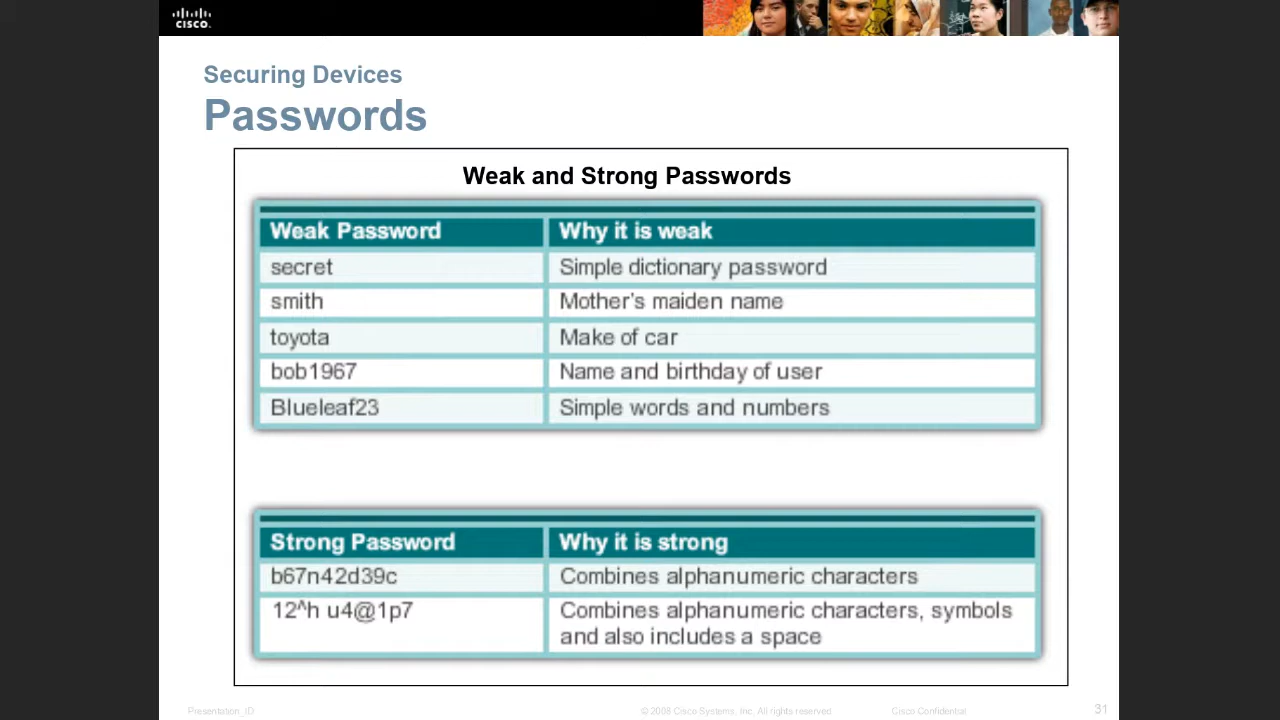 CISCO.
Securing Devices
Passwords
Weak and Strong Passwords
Weak Password Why it is weak
secret Simple dictionary password
smith Mother's maiden name
toyota Make of car
bob1967 Name and birthday of user
Blueleaf23 Simple words and numbers
Strong Password Why it is strong
b67n42d39c Combines alphanumeric characters
12^h u4@1p7 Combines alphanumeric characters, symbols
and also includes a space
Presentation_ID © 2008 Cisco Systems, Inc. All rights reserved Cisco Confidential 31